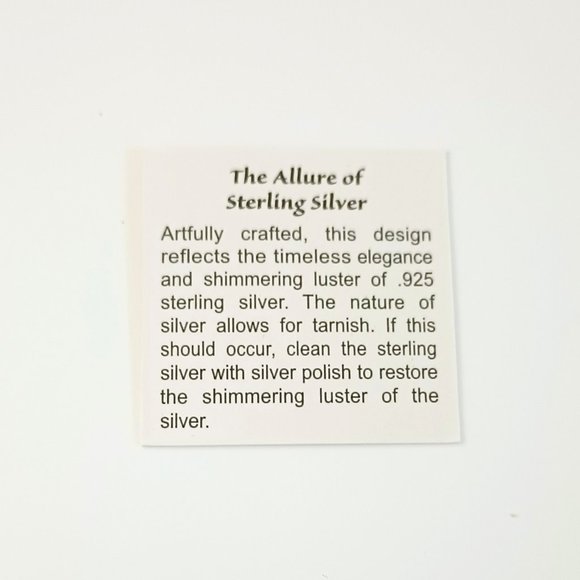 The Allure of
Sterling Silver
Artfully crafted, this design
reflects the timeless elegance
and shimmering luster of .925
sterling silver. The nature of
silver allows for tarnish. If this
should occur, clean the sterling
silver with silver polish to restore
the shimmering luster of the
silver.